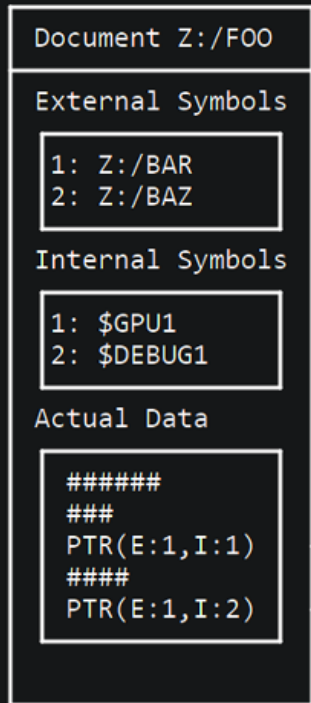 Document Z:/FOO
External Symbols
1: Z:/BAR
2: Z:/BAZ
Internal Symbols
1: $GPU1
2: $DEBUG1
Actual Data
######
###
PTR(E:1,I:1)
####
PTR(E:1,I:2)